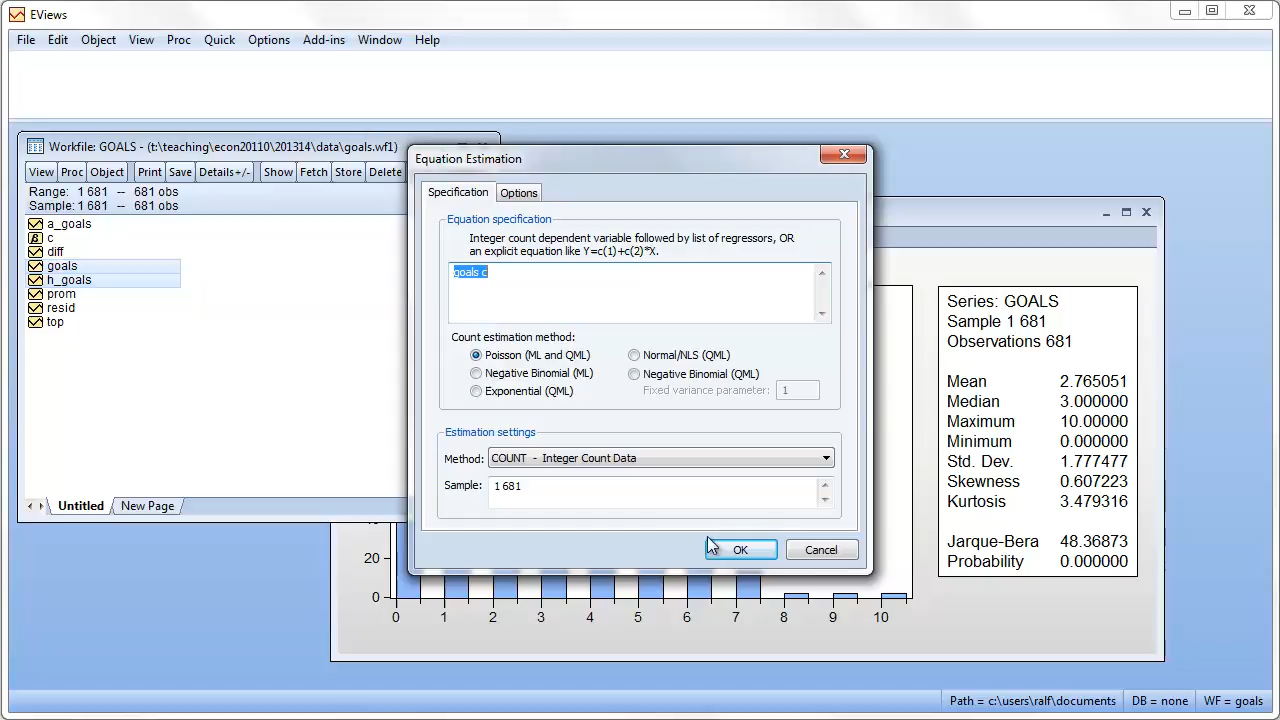 EViews
File Edit Object View Proc Quick Options Add-ins Window Help
Workfile: GOALS - (t:\teaching\econ20110\201314\data\goals.wf1)
View Proc Object Print Save Details+/- Show Fetch Store Delete
Range: 1 681 -- 681 obs
Sample: 1 681 -- 681 obs
a_goals
c
diff
goals
h_goals
prom
resid
top
Untitled New Page
Equation Estimation
Specification Options
Equation specification
Integer count dependent variable followed by list of regressors, OR
an explicit equation like Y=c(1)+c(2)*X.
goals c
Count estimation method:
Poisson (ML and QML) Normal/NLS (QML)
Negative Binomial (ML) Negative Binomial (QML)
Exponential (QML) Fixed variance parameter: 1
Estimation settings
Method: COUNT - Integer Count Data
Sample: 1 681
OK Cancel
Series: GOALS
Sample 1 681
Observations 681
Mean 2.765051
Median 3.000000
Maximum 10.00000
Minimum 0.000000
Std. Dev. 1.777477
Skewness 0.607223
Kurtosis 3.479316
Jarque-Bera 48.36873
Probability 0.000000
20
0
0 1 2 3 4 5 6 7 8 9 10
Path = c:\users\ralf\documents DB = none WF = goals